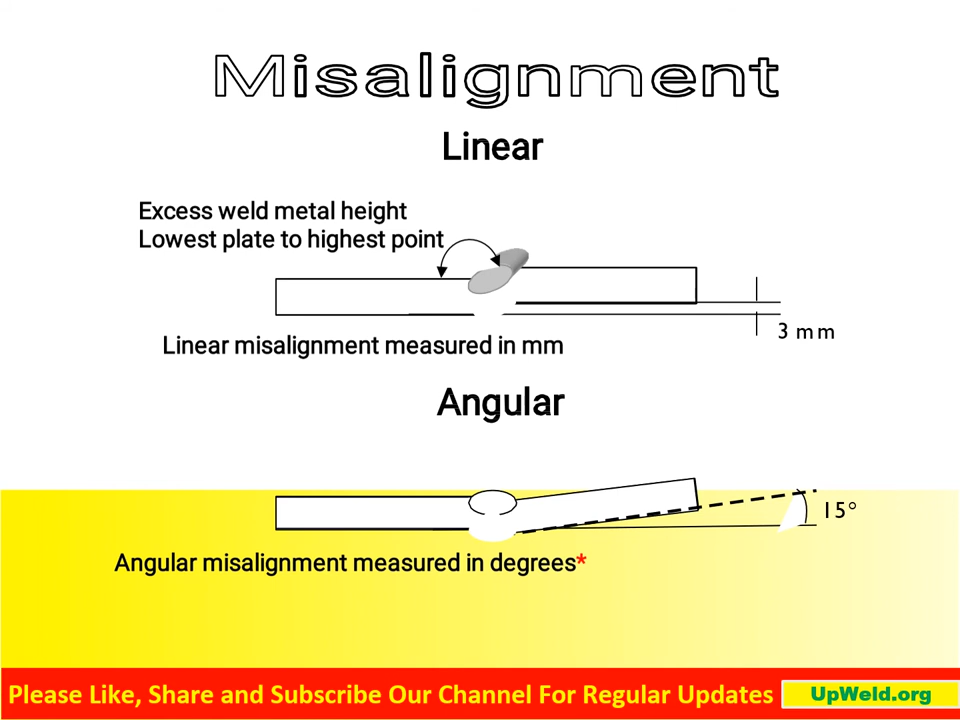 Misalignment
Linear
Excess weld metal height
Lowest plate to highest point
3 mm
Linear misalignment measured in mm
Angular
15°
Angular misalignment measured in degrees*
Please Like, Share and Subscribe Our Channel For Regular Updates
UpWeld.org